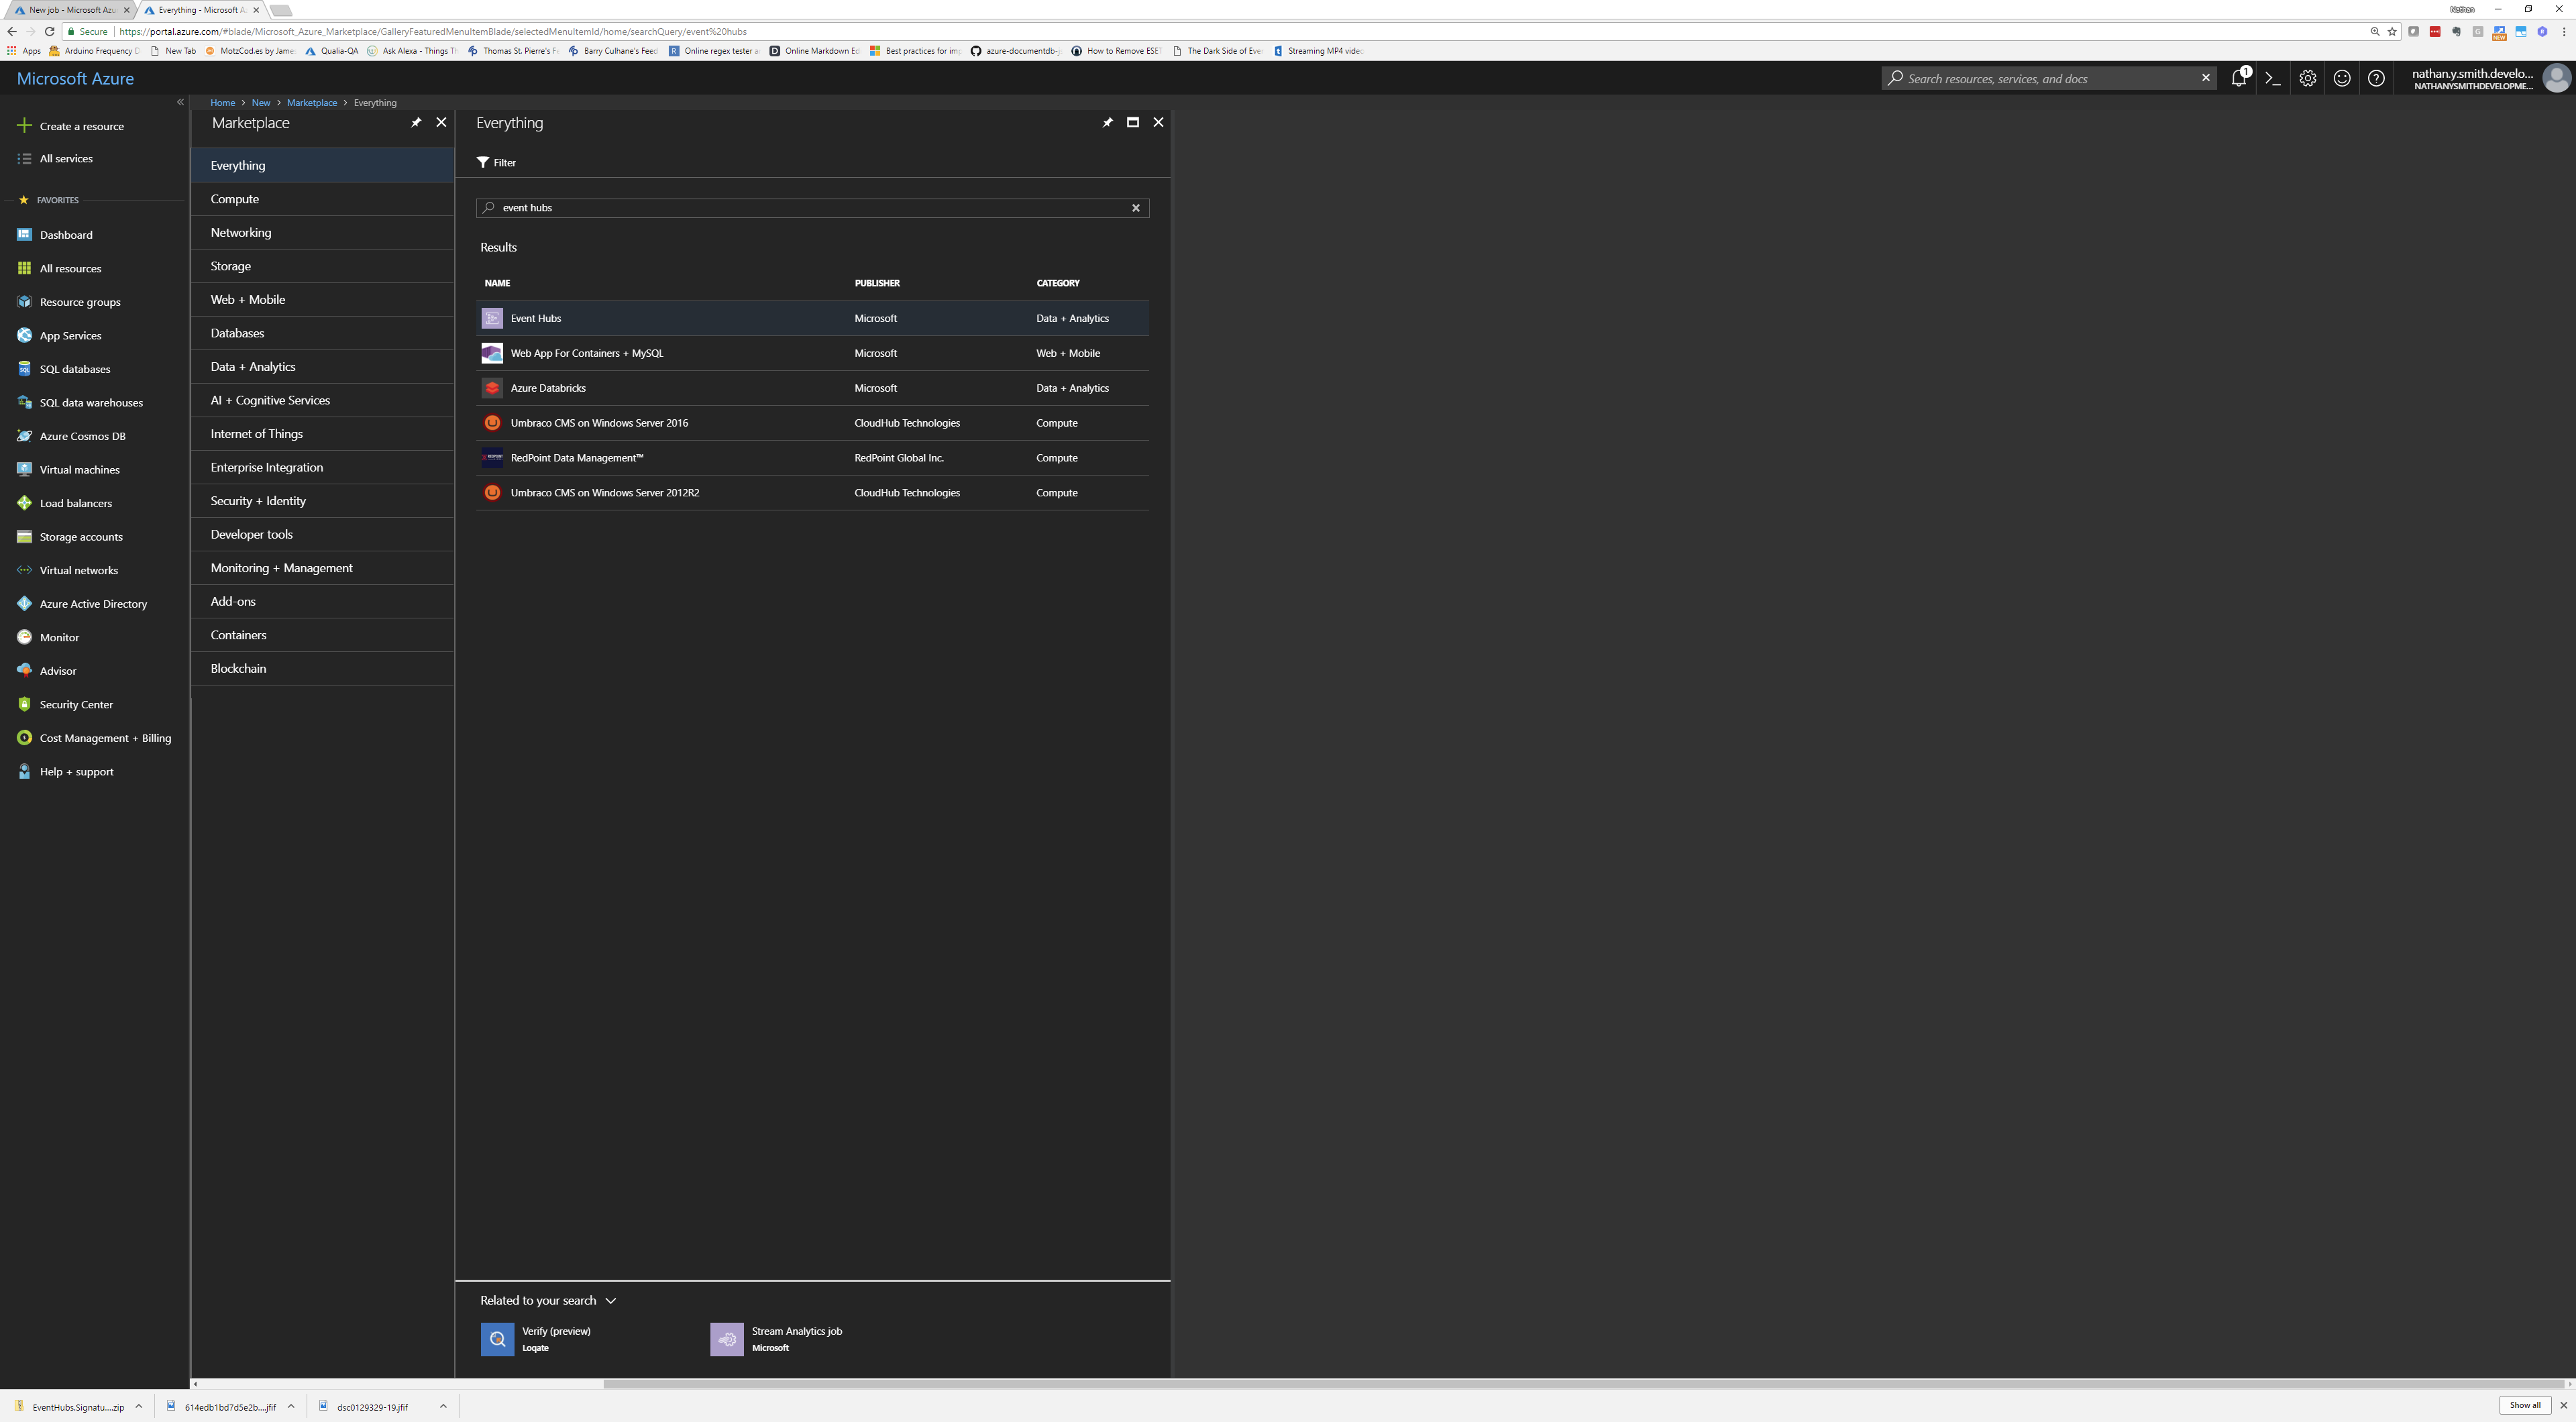 New job - Microsoft Azu
Everything - Microsoft A
Nathan
Secure
https://portal.azure.com/#blade/Microsoft_Azure_Marketplace/GalleryFeaturedMenuItemBlade/selectedMenuItemId/home/searchQuery/event%20hubs
Apps Arduino Frequency D New Tab MotzCod.es by James Qualia-QA Ask Alexa - Things Th Thomas St. Pierre's Fe Barry Culhane's Feed Online regex tester a Online Markdown Ed Best practices for imp azure-documentdb-j How to Remove ESET The Dark Side of Eve Streaming MP4 video
NEW
Microsoft Azure
Search resources, services, and docs
1
nathan.y.smith.develo...
NATHANYSMITHDEVELOPME...
Home > New > Marketplace > Everything
Create a resource
All services
FAVORITES
Dashboard
All resources
Resource groups
App Services
SQL databases
SQL data warehouses
Azure Cosmos DB
Virtual machines
Load balancers
Storage accounts
Virtual networks
Azure Active Directory
Monitor
Advisor
Security Center
Cost Management + Billing
Help + support
Marketplace
Everything
Compute
Networking
Storage
Web + Mobile
Databases
Data + Analytics
AI + Cognitive Services
Internet of Things
Enterprise Integration
Security + Identity
Developer tools
Monitoring + Management
Add-ons
Containers
Blockchain
Everything
Filter
event hubs
Results
NAME PUBLISHER CATEGORY
Event Hubs Microsoft Data + Analytics
Web App For Containers + MySQL Microsoft Web + Mobile
Azure Databricks Microsoft Data + Analytics
Umbraco CMS on Windows Server 2016 CloudHub Technologies Compute
RedPoint Data Management™ RedPoint Global Inc. Compute
Umbraco CMS on Windows Server 2012R2 CloudHub Technologies Compute
Related to your search
Verify (preview)
Loqate
Stream Analytics job
Microsoft
EventHubs.Signatu....zip
614edb1bd7d5e2b....jfif
dsc0129329-19.jfif
Show all